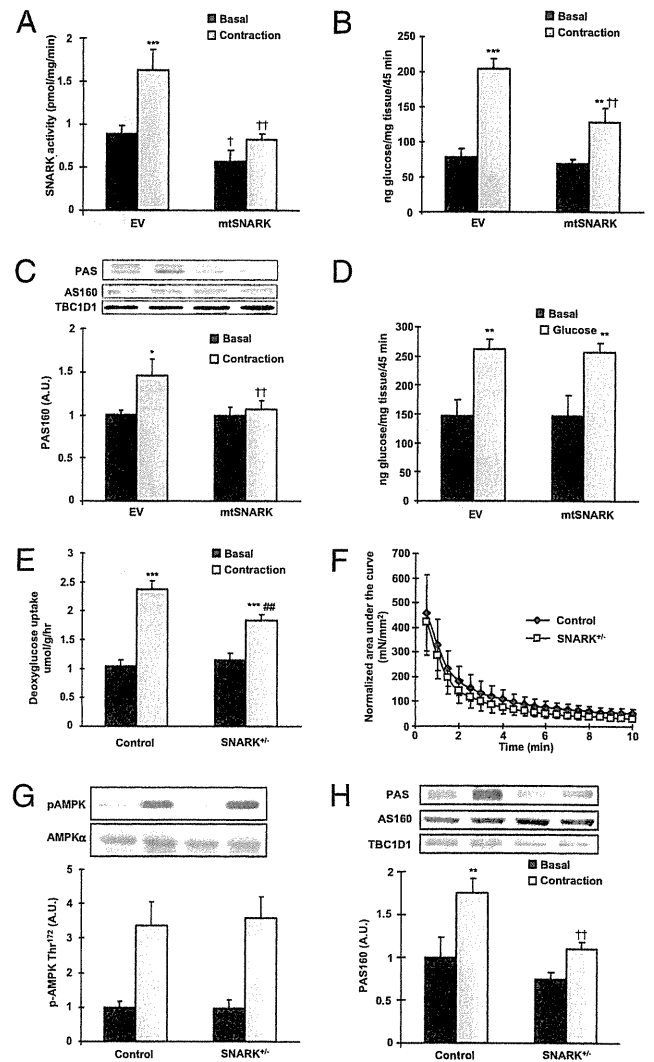 A
Basal
Contraction
SNARK activity (pmol/mg/min)
2
1.5
1
0.5
0
***
†
††
EV
mtSNARK
B
Basal
Contraction
ng glucose/mg tissue/45 min
250
200
150
100
50
0
***
** ††
EV
mtSNARK
C
PAS
AS160
TBC1D1
Basal
Contraction
PAS160 (A.U.)
2
1.5
1
0.5
0
*
††
EV
mtSNARK
D
Basal
Glucose
ng glucose/mg tissue/45 min
300
250
200
150
100
50
0
**
**
EV
mtSNARK
E
Basal
Contraction
Deoxyglucose uptake
umol/g/hr
3
2.5
2
1.5
1
0.5
0
***
*** ##
Control
SNARK+/-
F
Normalized area under the curve
(mN/mm²)
700
600
500
400
300
200
100
0
Control
SNARK+/-
0 2 4 6 8 10
Time (min)
G
pAMPK
AMPKα
p-AMPK Thr¹⁷² (A.U.)
5
4
3
2
1
0
Control
SNARK+/-
H
PAS
AS160
TBC1D1
Basal
Contraction
PAS160 (A.U.)
2
1.5
1
0.5
0
**
††
Control
SNARK+/-